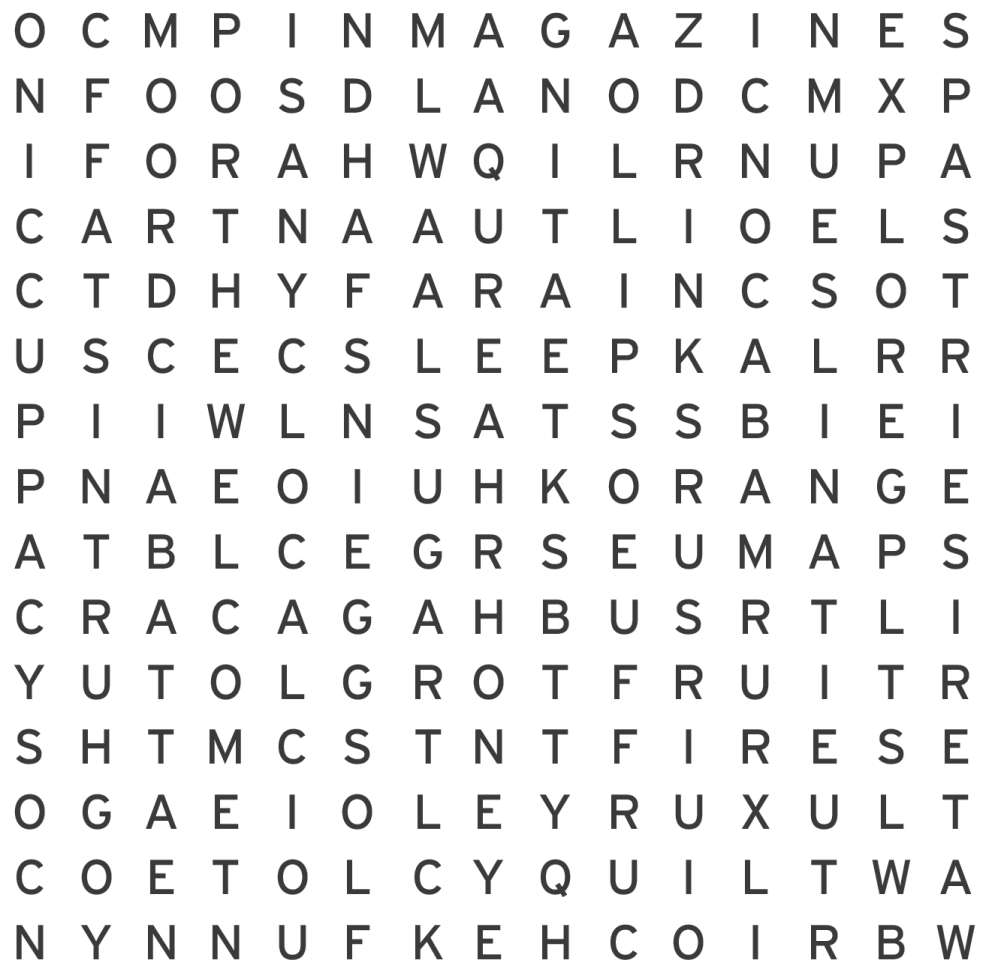 O C M P I N M A G A Z I N E S
N F O O S D L A N O D C M X P
I F O R A H W Q I L R N U P A
C A R T N A A U T L I O E L S
C T D H Y F A R A I N C S O T
U S C E C S L E E P K A L R R
P I I W L N S A T S S B I E I
P N A E O I U H K O R A N G E
A T B L C E G R S E U M A P S
C R A C A G A H B U S R T L I
Y U T O L G R O T F R U I T R
S H T M C S T N T F I R E S E
O G A E I O L E Y R U X U L T
C O E T O L C Y Q U I L T W A
N Y N N U F K E H C O I R B W